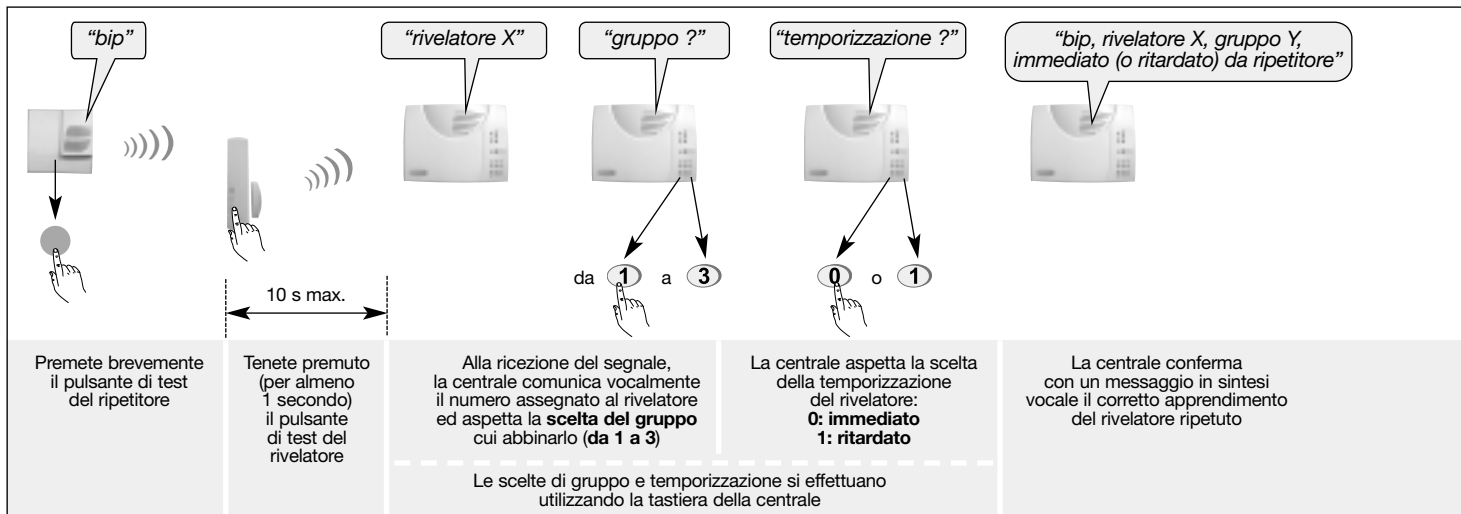 “bip”
“rivelatore X”
“gruppo ?”
“temporizzazione ?”
“bip, rivelatore X, gruppo Y,
immediato (o ritardato) da ripetitore”
da 1 a 3
0 o 1
10 s max.
Premete brevemente
il pulsante di test
del ripetitore
Tenete premuto
(per almeno
1 secondo)
il pulsante
di test del
rivelatore
Alla ricezione del segnale,
la centrale comunica vocalmente
il numero assegnato al rivelatore
ed aspetta la scelta del gruppo
cui abbinarlo (da 1 a 3)
La centrale aspetta la scelta
della temporizzazione
del rivelatore:
0: immediato
1: ritardato
Le scelte di gruppo e temporizzazione si effettuano
utilizzando la tastiera della centrale
La centrale conferma
con un messaggio in sintesi
vocale il corretto apprendimento
del rivelatore ripetuto